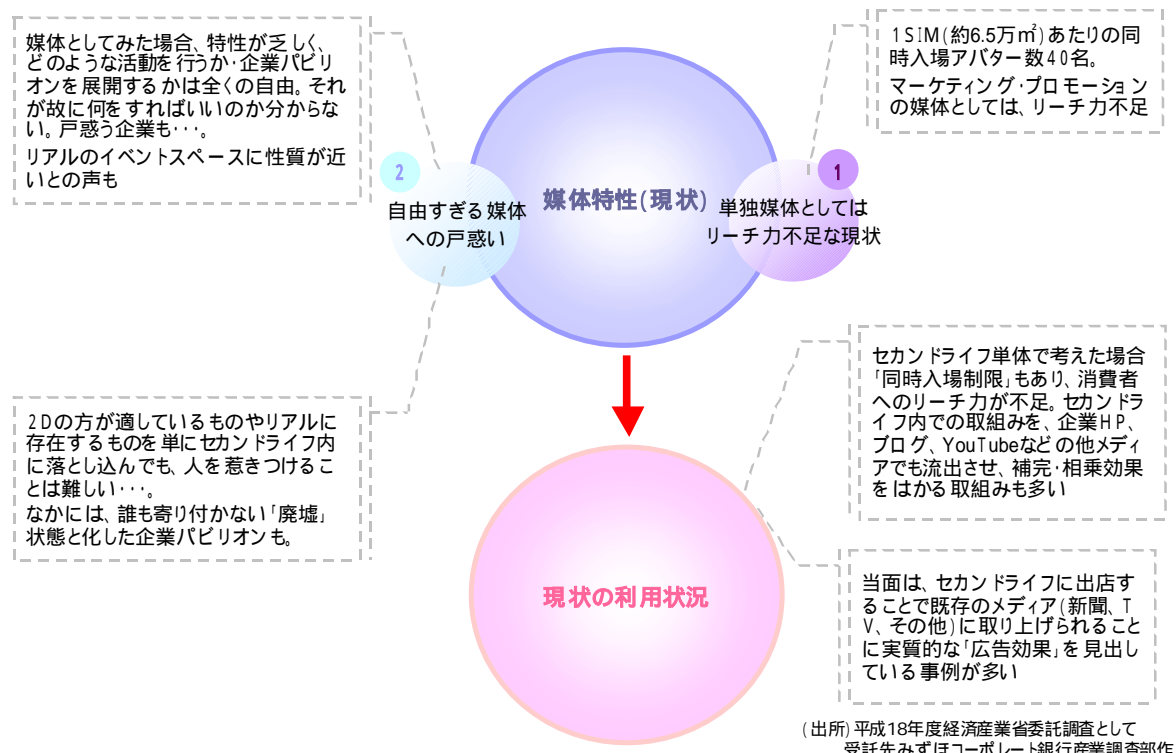 媒体としてみた場合、特性が乏しく、
どのような活動を行うか・企業パビリ
オンを展開するかは全くの自由。それ
が故に何をすればいいのか分からな
い。戸惑う企業も・・・。
リアルのイベントスペースに性質が近
いとの声も
1SIM(約6.5万㎡)あたりの同
時入場アバター数40名。
マーケティング・プロモーション
の媒体としては、リーチ力不足
2
自由すぎる媒体
への戸惑い
媒体特性(現状)
1
単独媒体としては
リーチ力不足な現状
2Dの方が適しているものやリアルに
存在するものを単にセカンドライフ内
に落とし込んでも、人を惹きつけるこ
とは難しい・・・。
なかには、誰も寄り付かない「廃墟」
状態と化した企業パビリオンも。
セカンドライフ単体で考えた場合
「同時入場制限」もあり、消費者
へのリーチ力が不足。セカンドラ
イフ内での取組みを、企業HP、
ブログ、YouTubeなどの他メディ
アでも流出させ、補完・相乗効果
をはかる取組みも多い
現状の利用状況
当面は、セカンドライフに出店す
ることで既存のメディア(新聞、T
V、その他)に取り上げられること
に実質的な「広告効果」を見出し
ている事例が多い
(出所)平成18年度経済産業省委託調査として
受託先みずほコーポレート銀行産業調査部作